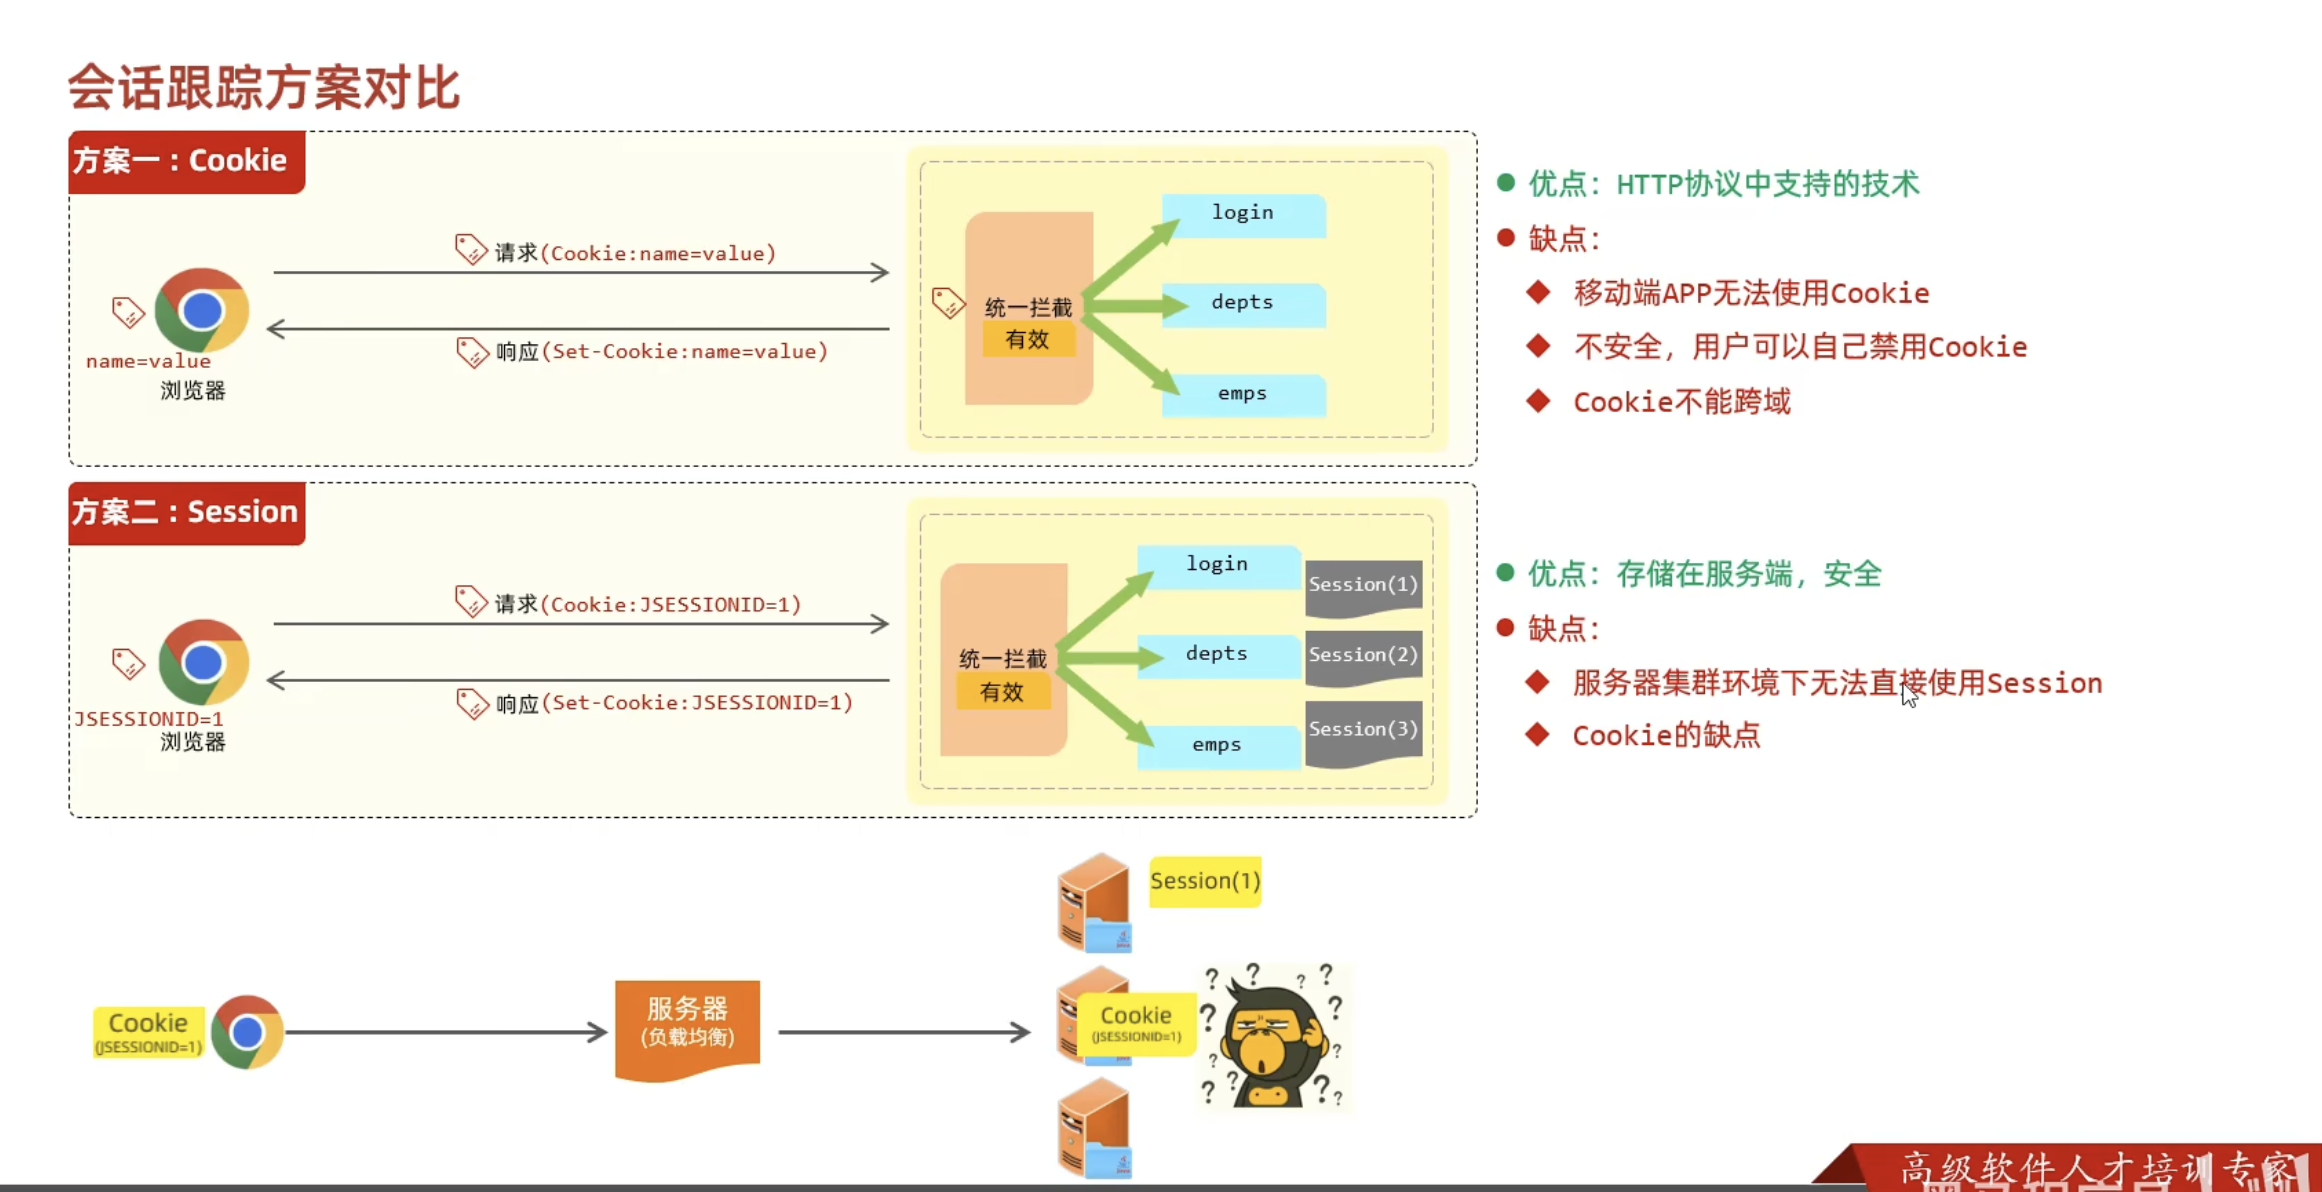 会话跟踪方案对比
方案一：Cookie
请求(Cookie:name=value)
响应(Set-Cookie:name=value)
name=value
浏览器
统一拦截
有效
login
depts
emps
优点：HTTP协议中支持的技术
缺点：
移动端APP无法使用Cookie
不安全，用户可以自己禁用Cookie
Cookie不能跨域
方案二：Session
请求(Cookie:JSESSIONID=1)
响应(Set-Cookie:JSESSIONID=1)
JSESSIONID=1
浏览器
统一拦截
有效
login
depts
emps
Session(1)
Session(2)
Session(3)
优点：存储在服务端，安全
缺点：
服务器集群环境下无法直接使用Session
Cookie的缺点
Cookie
(JSESSIONID=1)
服务器
(负载均衡)
Session(1)
Cookie
(JSESSIONID=1)
? ? ? ? ? ? ? ? ? ? ? ? ?
高级软件人才培训专家